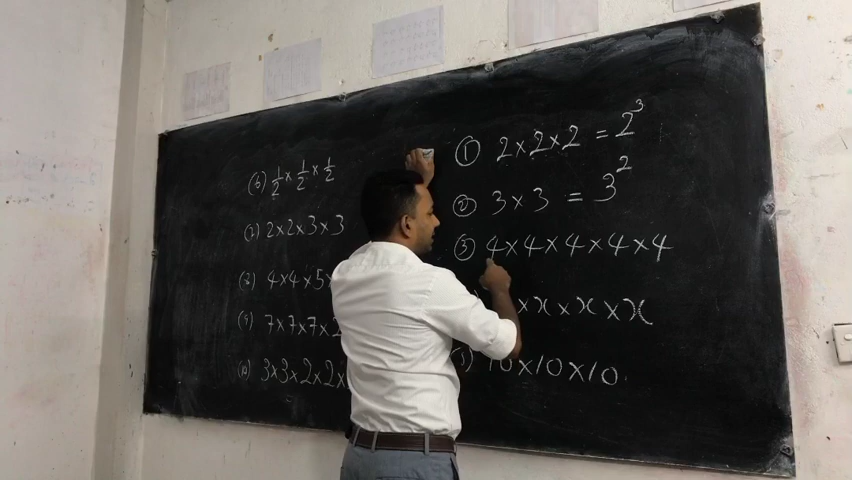 ① 2×2×2 = 2³
② 3×3 = 3²
③ 4×4×4×4×4
×x×x×x
10×10×10
(6) ½×½×½
(7) 2×2×3×3
(8) 4×4×5×
(9) 7×7×7×2
(10) 3×3×2×2×